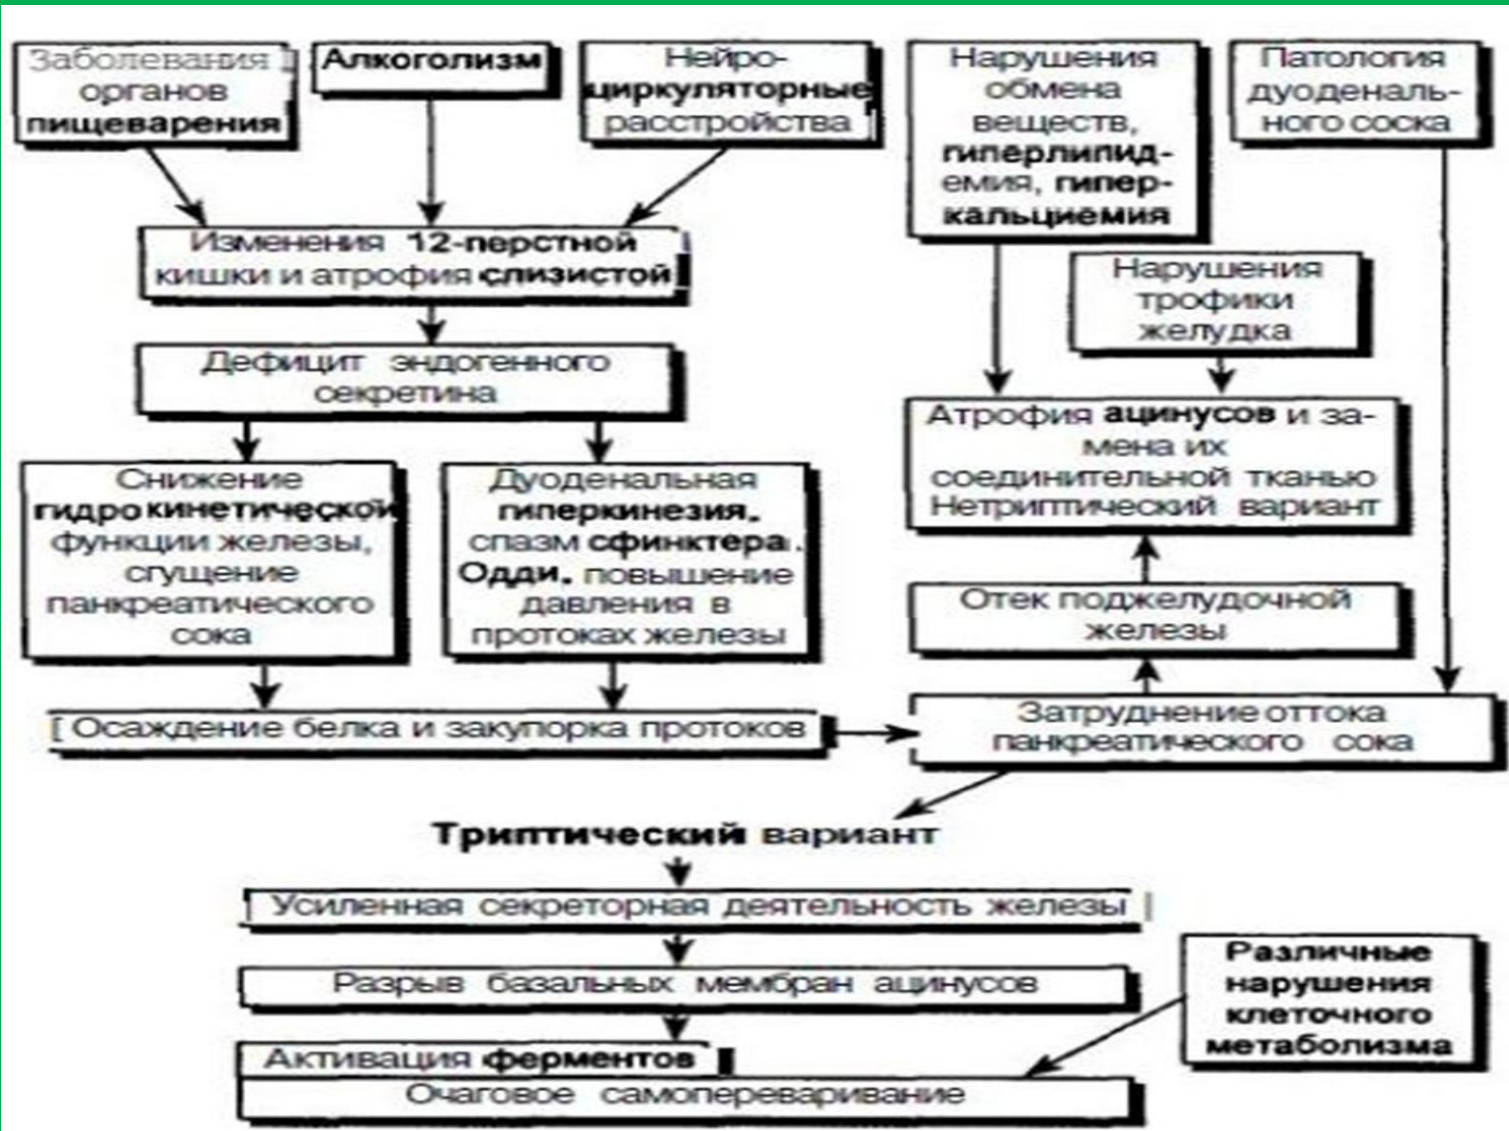 Заболевания
органов
пищеварения
Алкоголизм
Нейро-
циркуляторные
расстройства
Нарушения
обмена
веществ,
гиперлипид-
емия, гипер-
кальциемия
Патология
дуоденаль-
ного соска
Изменения 12-перстной
кишки и атрофия слизистой
Нарушения
трофики
желудка
Дефицит эндогенного
секретина
Атрофия ацинусов и за-
мена их
соединительной тканью
Нетриптический вариант
Снижение
гидрокинетической
функции железы,
сгущение
панкреатического
сока
Дуоденальная
гиперкинезия.
спазм сфинктера.
Одди. повышение
давления в
протоках железы
Отек поджелудочной
железы
Осаждение белка и закупорка протоков
Затруднение оттока
панкреатического сока
Триптический вариант
Усиленная секреторная деятельность железы
Разрыв базальных мембран ацинусов
Различные
нарушения
клеточного
метаболизма
Активация ферментов
Очаговое самопереваривание